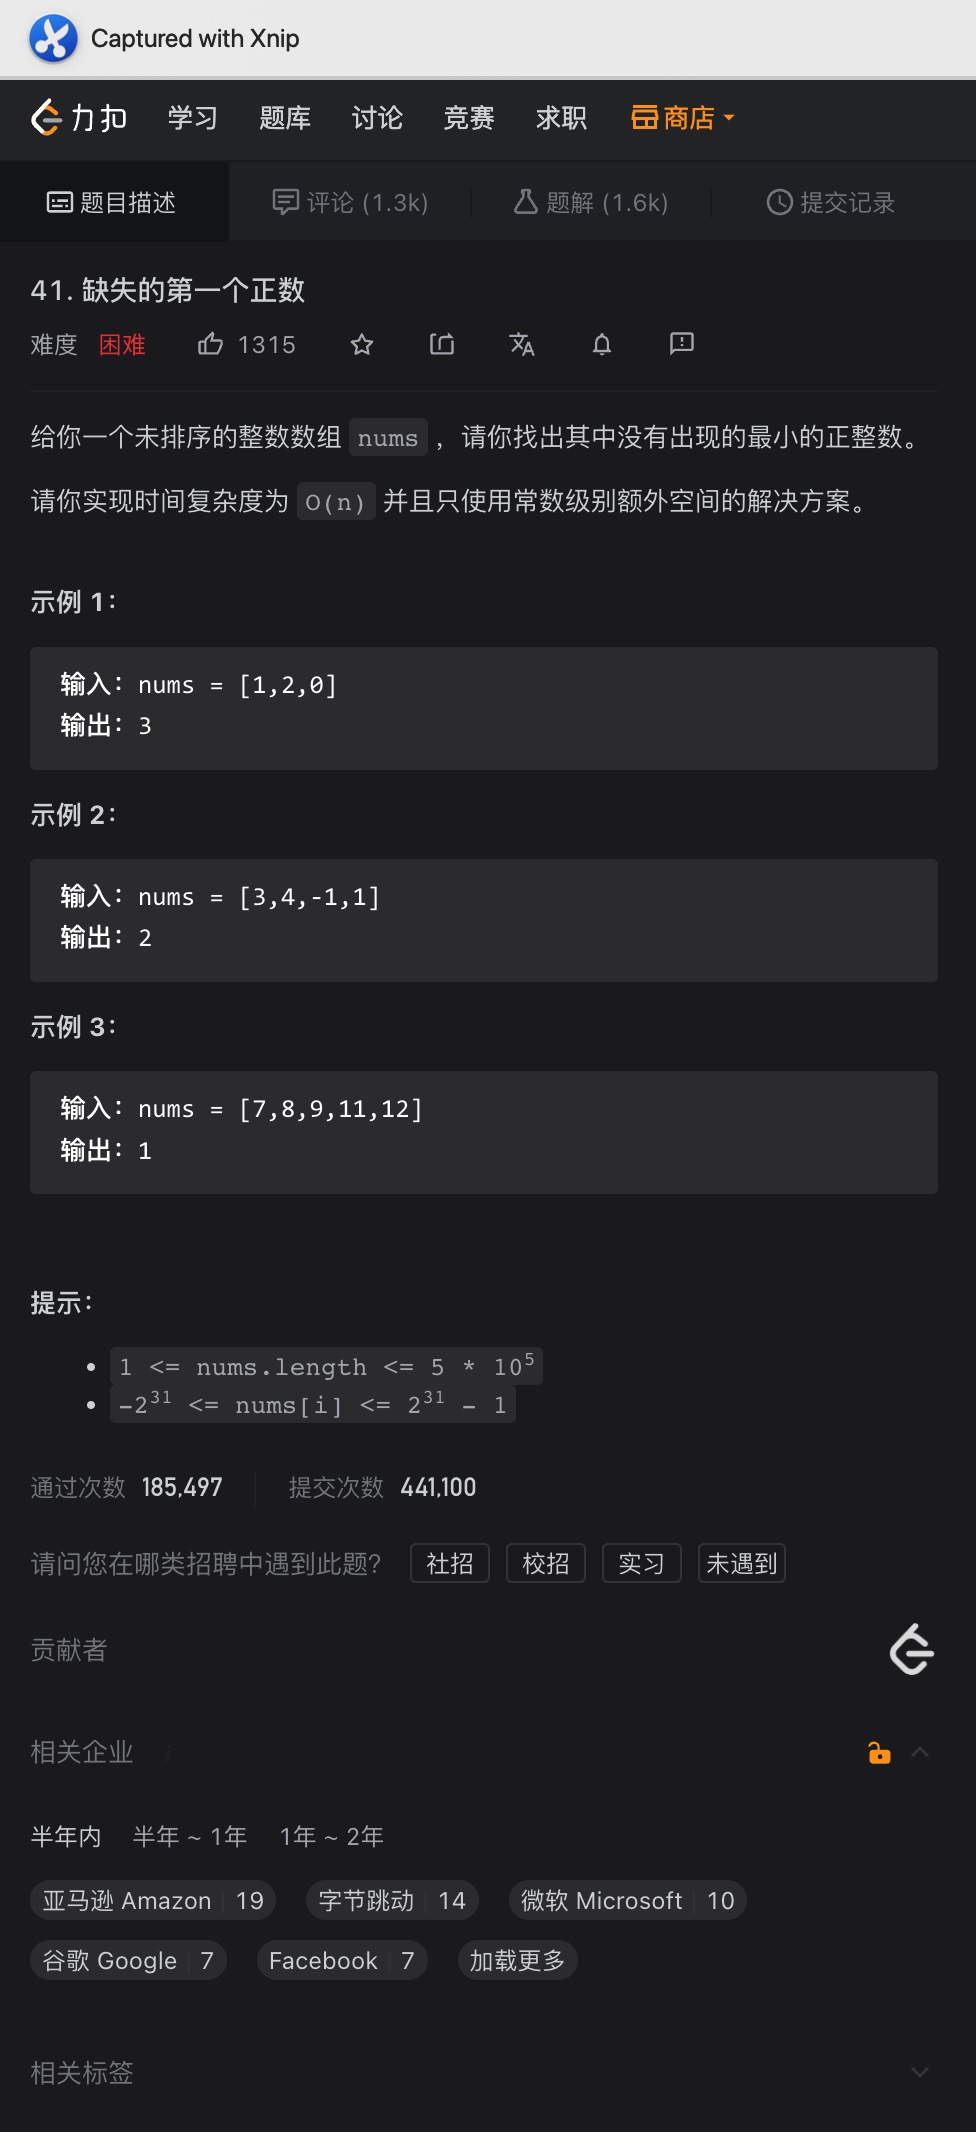 Captured with Xnip
力扣 学习 题库 讨论 竞赛 求职 商店
题目描述 评论 (1.3k) 题解 (1.6k) 提交记录
41. 缺失的第一个正数
难度 困难 1315
给你一个未排序的整数数组 nums ，请你找出其中没有出现的最小的正整数。
请你实现时间复杂度为 O(n) 并且只使用常数级别额外空间的解决方案。
示例 1：
输入：nums = [1,2,0]
输出：3
示例 2：
输入：nums = [3,4,-1,1]
输出：2
示例 3：
输入：nums = [7,8,9,11,12]
输出：1
提示：
• 1 <= nums.length <= 5 * 10⁵
• -2³¹ <= nums[i] <= 2³¹ - 1
通过次数 185,497 提交次数 441,100
请问您在哪类招聘中遇到此题? 社招 校招 实习 未遇到
贡献者
相关企业
半年内 半年 ~ 1年 1年 ~ 2年
亚马逊 Amazon 19 字节跳动 14 微软 Microsoft 10
谷歌 Google 7 Facebook 7 加载更多
相关标签